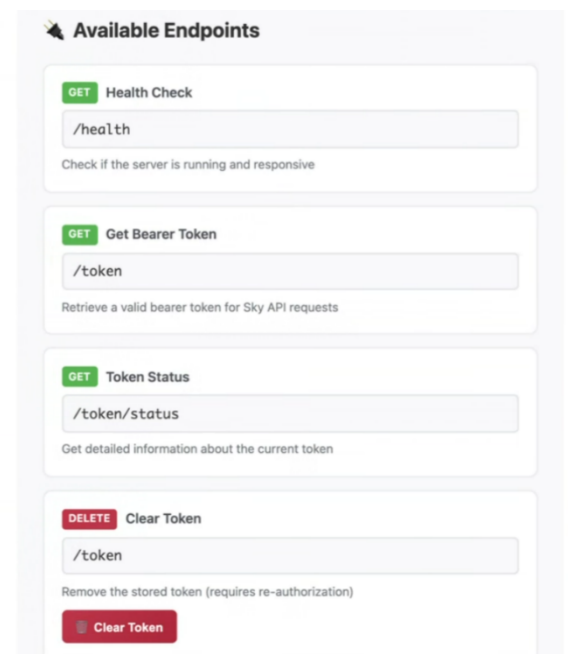 Available Endpoints
GET Health Check
/health
Check if the server is running and responsive
GET Get Bearer Token
/token
Retrieve a valid bearer token for Sky API requests
GET Token Status
/token/status
Get detailed information about the current token
DELETE Clear Token
/token
Remove the stored token (requires re-authorization)
Clear Token